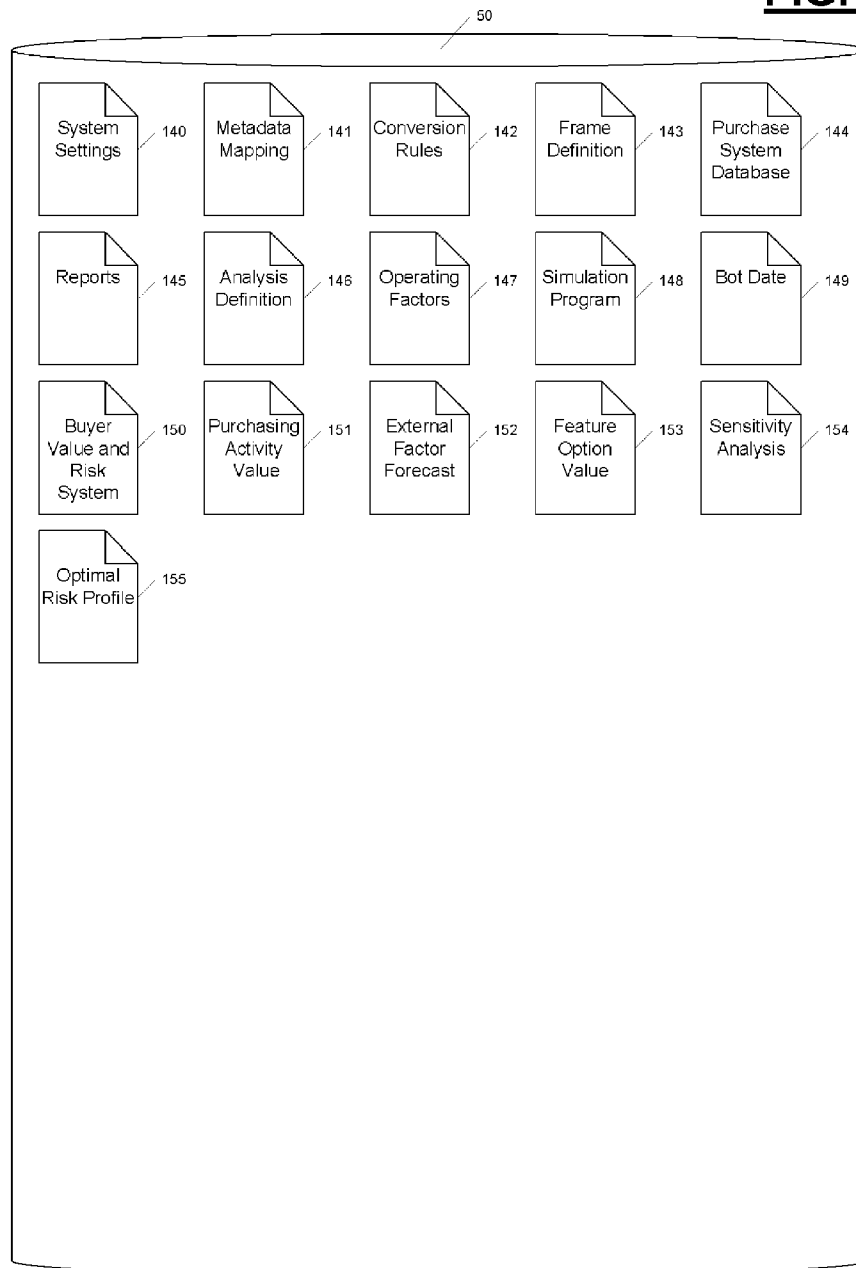 50
System
Settings
140
Metadata
Mapping
141
Conversion
Rules
142
Frame
Definition
143
Purchase
System
Database
144
Reports
145
Analysis
Definition
146
Operating
Factors
147
Simulation
Program
148
Bot Date
149
Buyer
Value and
Risk
System
150
Purchasing
Activity
Value
151
External
Factor
Forecast
152
Feature
Option
Value
153
Sensitivity
Analysis
154
Optimal
Risk Profile
155